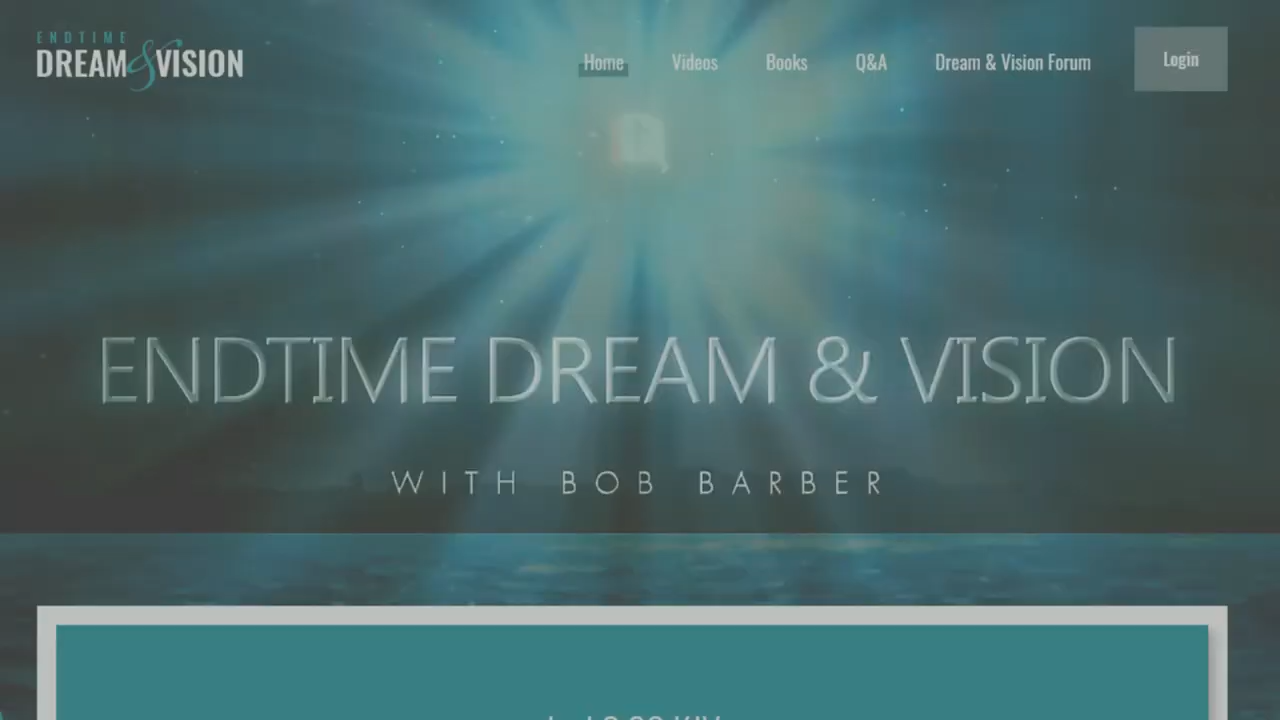 ENDTIME
DREAM & VISION
Home
Videos
Books
Q&A
Dream & Vision Forum
Login
ENDTIME DREAM & VISION
WITH BOB BARBER